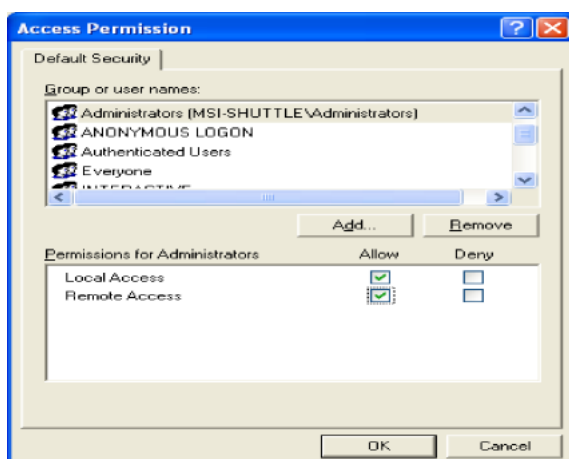 Access Permission
Default Security
Group or user names:
Administrators (MSI-SHUTTLE\Administrators)
ANONYMOUS LOGON
Authenticated Users
Everyone
INTERACTIVE
Add... Remove
Permissions for Administrators Allow Deny
Local Access
Remote Access
OK Cancel